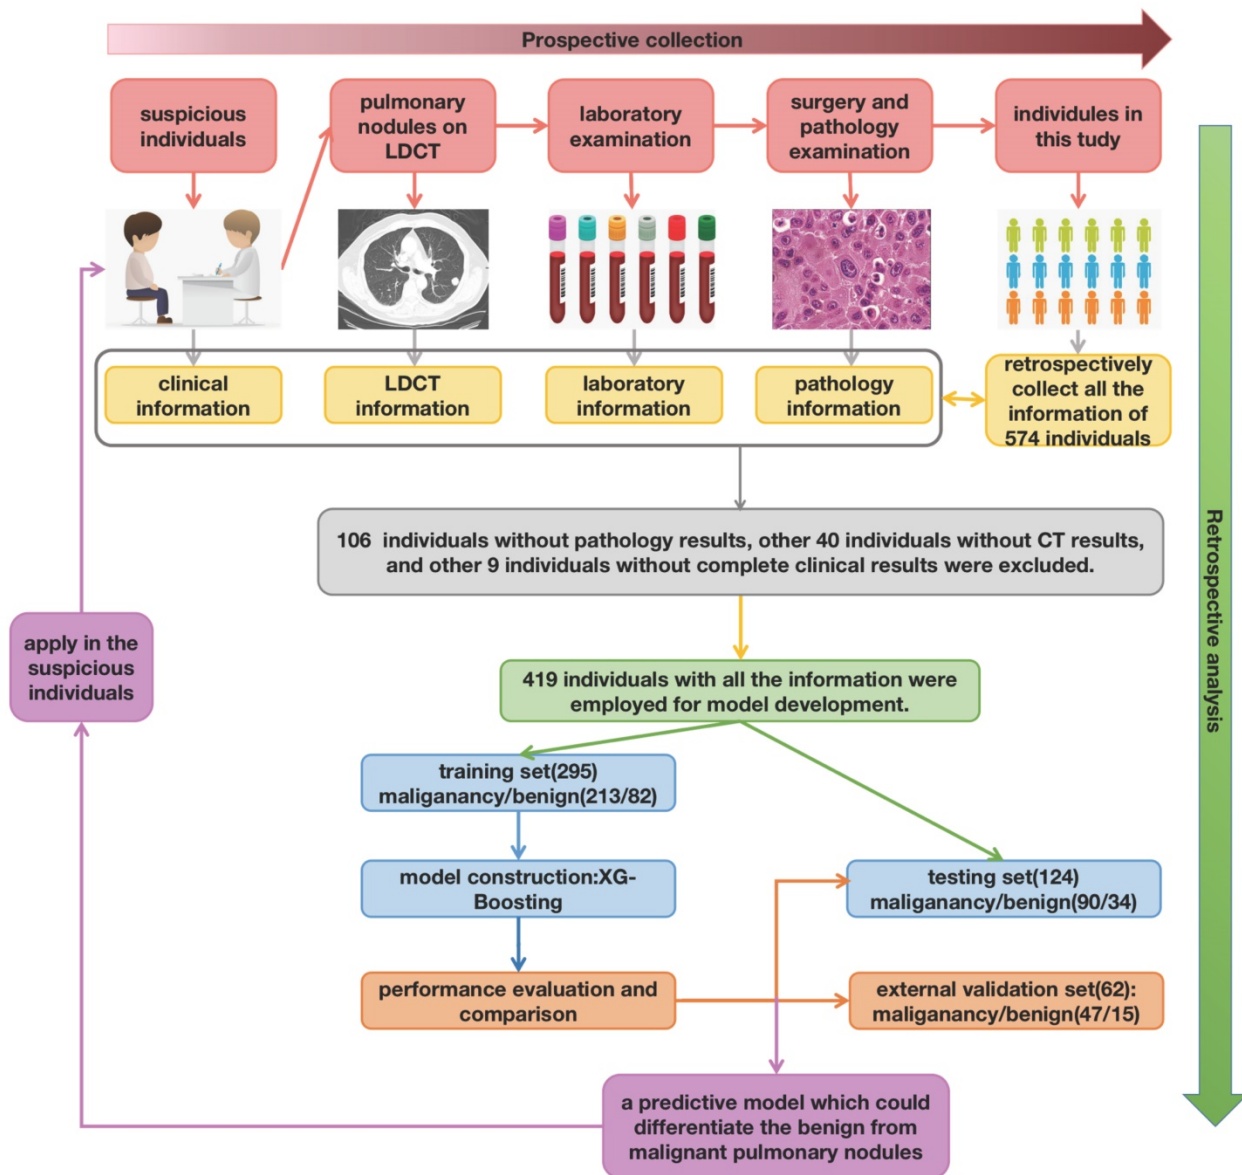 Prospective collection
suspicious
individuals
pulmonary
nodules on
LDCT
laboratory
examination
surgery and
pathology
examination
individules in
this tudy
clinical
information
LDCT
information
laboratory
information
pathology
information
retrospectively
collect all the
information of
574 individuals
106 individuals without pathology results, other 40 individuals without CT results,
and other 9 individuals without complete clinical results were excluded.
Retrospective analysis
apply in the
suspicious
individuals
419 individuals with all the information were
employed for model development.
training set(295)
maliganancy/benign(213/82)
model construction:XG-
Boosting
testing set(124)
maliganancy/benign(90/34)
performance evaluation and
comparison
external validation set(62):
maliganancy/benign(47/15)
a predictive model which could
differentiate the benign from
malignant pulmonary nodules